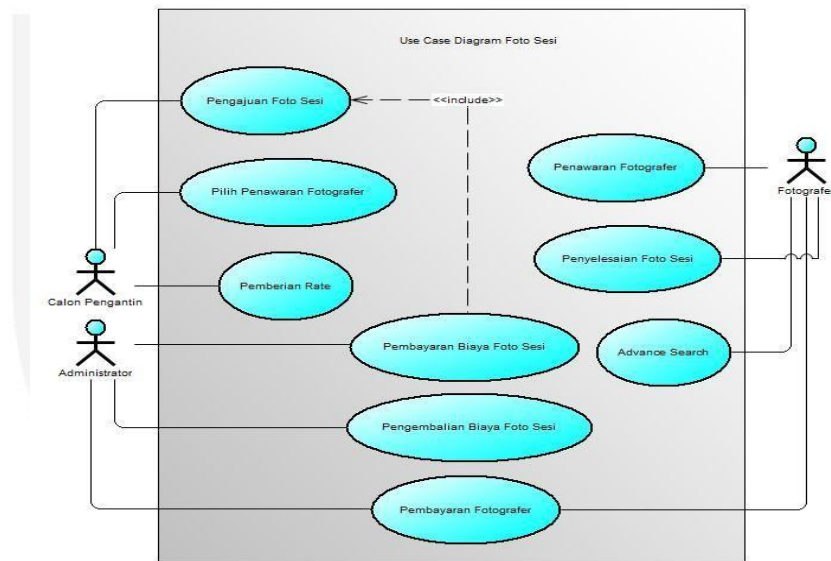 Use Case Diagram Foto Sesi
Pengajuan Foto Sesi
<<include>>
Penawaran Fotografer
Fotografe
Pilih Penawaran Fotografer
Penyelesaian Foto Sesi
Pemberian Rate
Calon Pengantin
Pembayaran Biaya Foto Sesi
Advance Search
Administrator
Pengembalian Biaya Foto Sesi
Pembayaran Fotografer